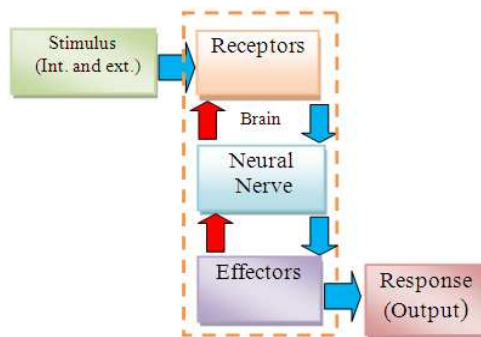 Stimulus
(Int. and ext.)
Receptors
Brain
Neural
Nerve
Effectors
Response
(Output)